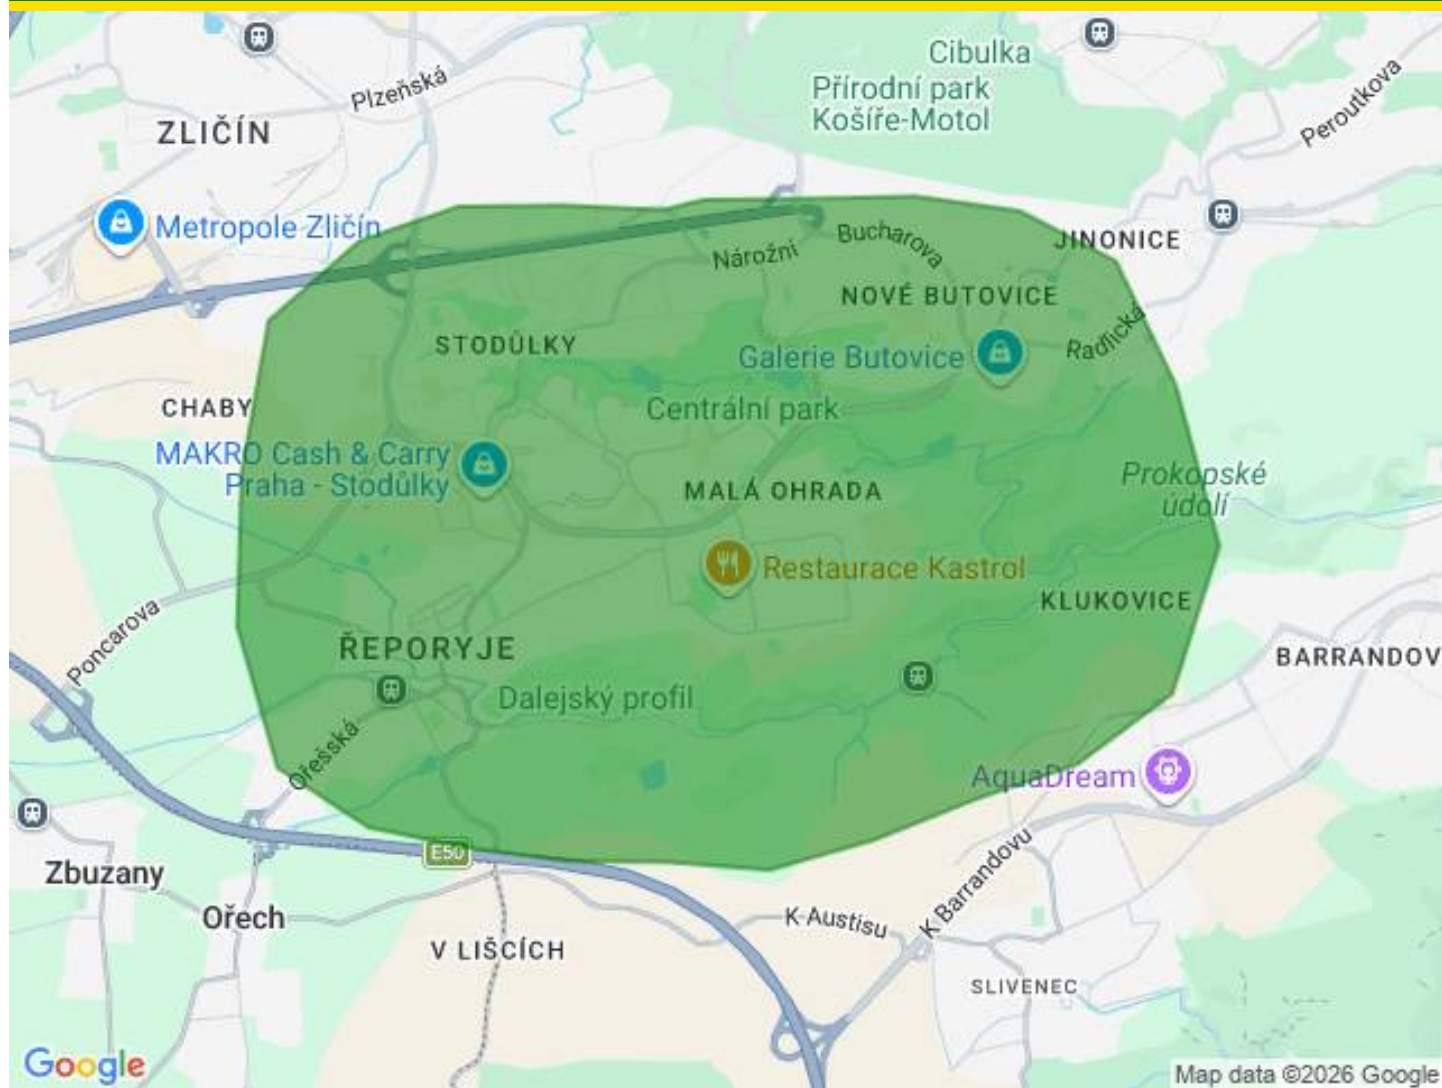 Cibulka
Plzeňská
Přírodní park
Košíře-Motol
Peroutkova
ZLIČÍN
Metropole Zličín
Nárožní
Bucharova
JINONICE
NOVÉ BUTOVICE
STODŮLKY
Galerie Butovice
Radlická
CHABY
Centrální park
MAKRO Cash & Carry
Praha - Stodůlky
MALÁ OHRADA
Prokopské
údolí
Restaurace Kastrol
KLUKOVICE
Poncarova
ŘEPORYJE
BARRANDOV
Dalejský profil
Ořešská
AquaDream
E50
Zbuzany
K Barrandovu
Ořech
K Austisu
V LIŠCÍCH
SLIVENEC
Google
Map data ©2026 Google